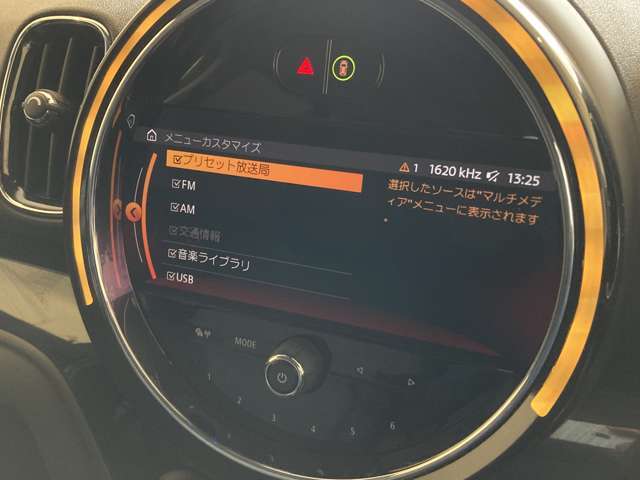 メニューカスタマイズ
1 1620 kHz 13:25
プリセット放送局
FM
AM
交通情報
音楽ライブラリ
USB
選択したソースは"マルチメデ
ィア"メニューに表示されます
。
MODE
1 2 3 4 5 6